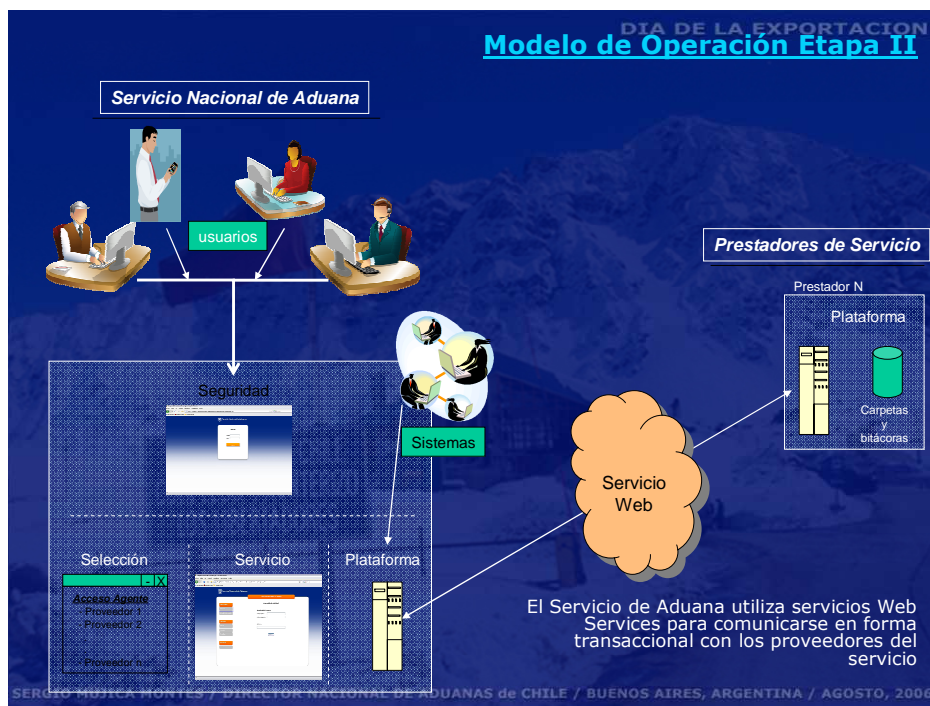 DIA DE LA EXPORTACION
Modelo de Operación Etapa II
Servicio Nacional de Aduana
usuarios
Prestadores de Servicio
Prestador N
Plataforma
Carpetas
y
bitácoras
Seguridad
Sistemas
Servicio
Web
Selección
Servicio
Plataforma
- X
Acceso Agente
Proveedor 1
Proveedor 2
Proveedor n
El Servicio de Aduana utiliza servicios Web
Services para comunicarse en forma
transaccional con los proveedores del
servicio
SERGIO MUJICA MONTES / DIRECTOR NACIONAL DE ADUANAS de CHILE / BUENOS AIRES, ARGENTINA / AGOSTO, 2006